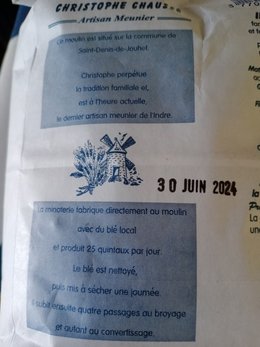 CHRISTOPHE CHAUS
Artisan Meunier
Le moulin est situé sur la commune de
Saint-Denis-de-Jouhet.
Christophe perpétue
la tradition familiale et,
est à l'heure actuelle,
le dernier artisan meunier de l'Indre.
30 JUIN 2024
La minoterie fabrique directement au moulin
avec du blé local
et produit 25 quintaux par jour
Le blé est nettoyé,
puis mis à sécher une journée.
Il subit ensuite quatre passages au broyage
et autant au convertissage.
la
La
une